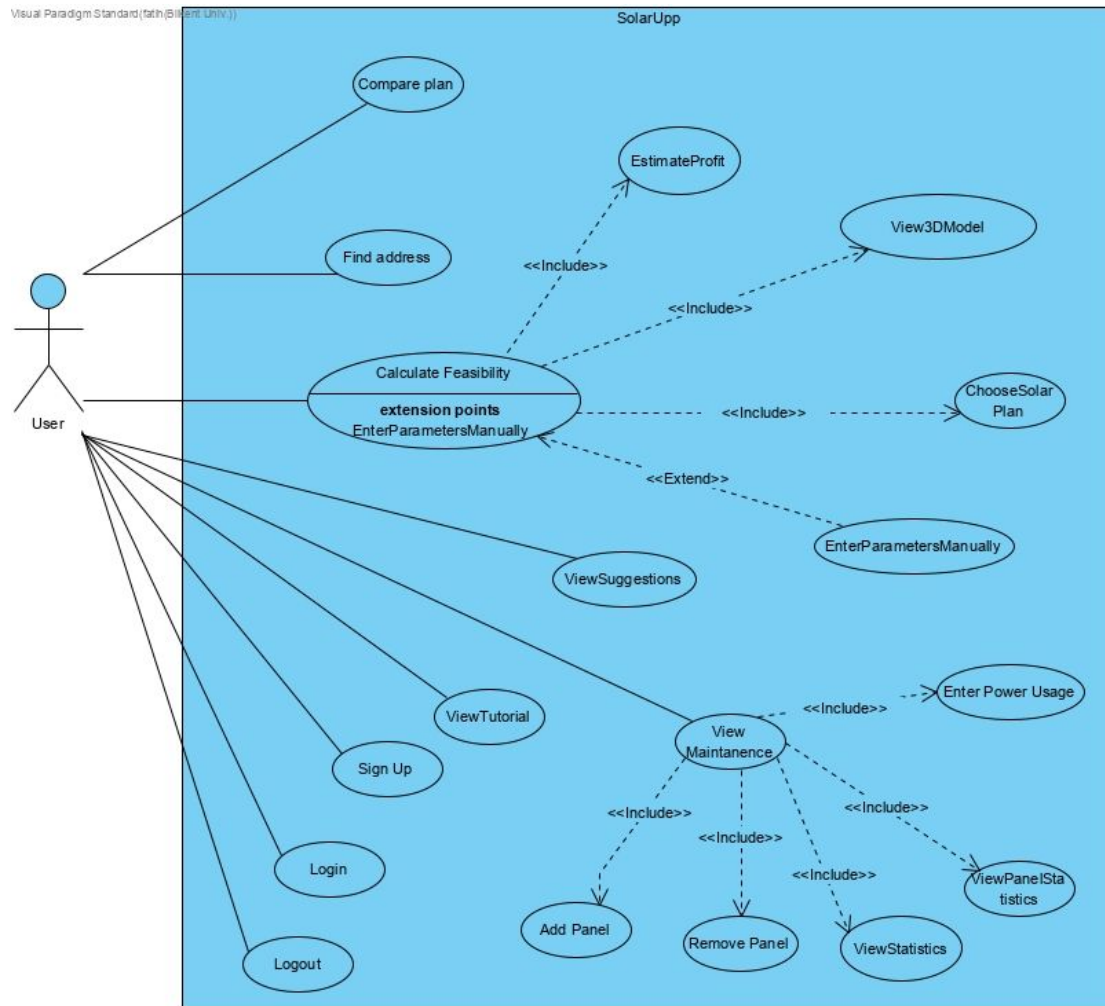 Visual Paradigm Standard(fatih(Bilkent Univ.))
SolarUpp
Compare plan
EstimateProfit
View3DModel
Find address
<<Include>>
<<Include>>
Calculate Feasibility
extension points
EnterParametersManually
<<Include>>
ChooseSolar
Plan
User
<<Extend>>
EnterParametersManually
ViewSuggestions
Enter Power Usage
<<Include>>
ViewTutorial
View
Maintanence
Sign Up
<<Include>>
<<Include>>
<<Include>>
<<Include>>
Login
ViewPanelSta
tistics
Add Panel
Remove Panel
ViewStatistics
Logout